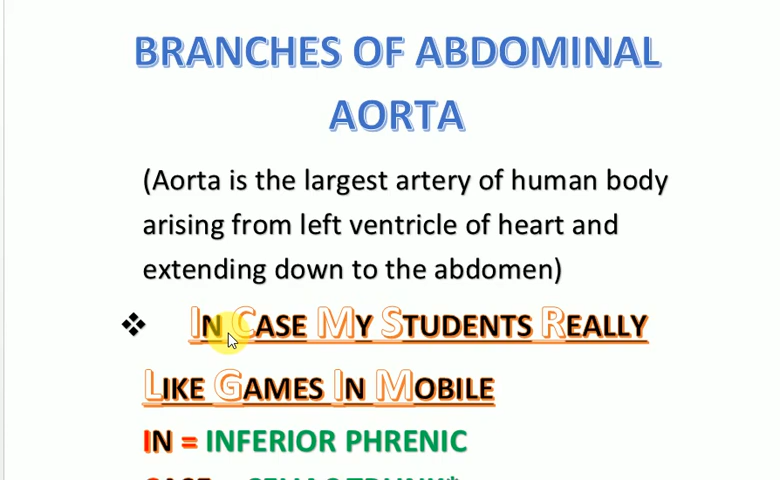 BRANCHES OF ABDOMINAL
AORTA
(Aorta is the largest artery of human body
arising from left ventricle of heart and
extending down to the abdomen)
❖ IN CASE MY STUDENTS REALLY
LIKE GAMES IN MOBILE
IN = INFERIOR PHRENIC